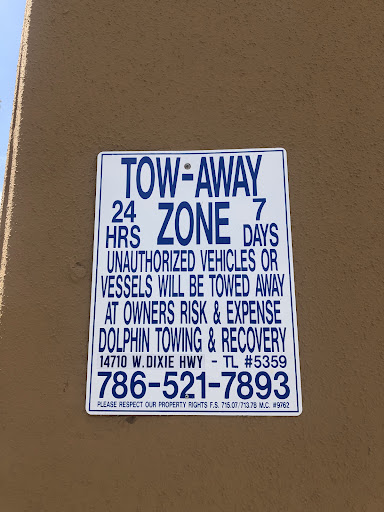 TOW-AWAY
24 HRS ZONE 7 DAYS
UNAUTHORIZED VEHICLES OR
VESSELS WILL BE TOWED AWAY
AT OWNERS RISK & EXPENSE
DOLPHIN TOWING & RECOVERY
14710 W.DIXIE HWY - TL #5359
786-521-7893
PLEASE RESPECT OUR PROPERTY RIGHTS F.S. 715.07/713.78 M.C. #9762